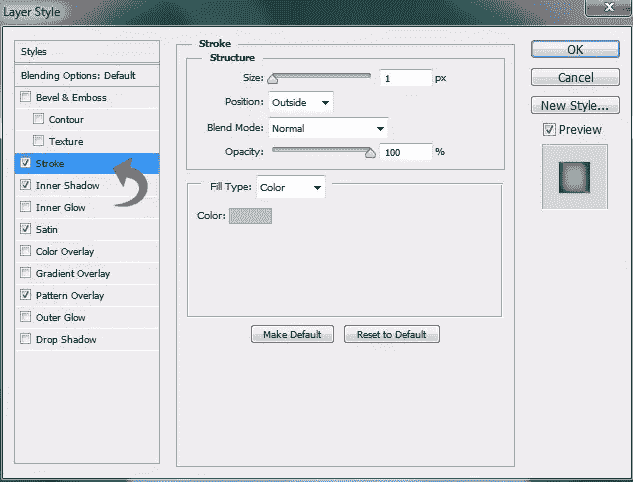 Layer Style
x
Styles
Blending Options: Default
Bevel & Emboss
Contour
Texture
Stroke
Inner Shadow
Inner Glow
Satin
Color Overlay
Gradient Overlay
Pattern Overlay
Outer Glow
Drop Shadow
Stroke
Structure
Size: 1 px
Position: Outside
Blend Mode: Normal
Opacity: 100 %
Fill Type: Color
Color:
Make Default Reset to Default
OK
Cancel
New Style...
Preview